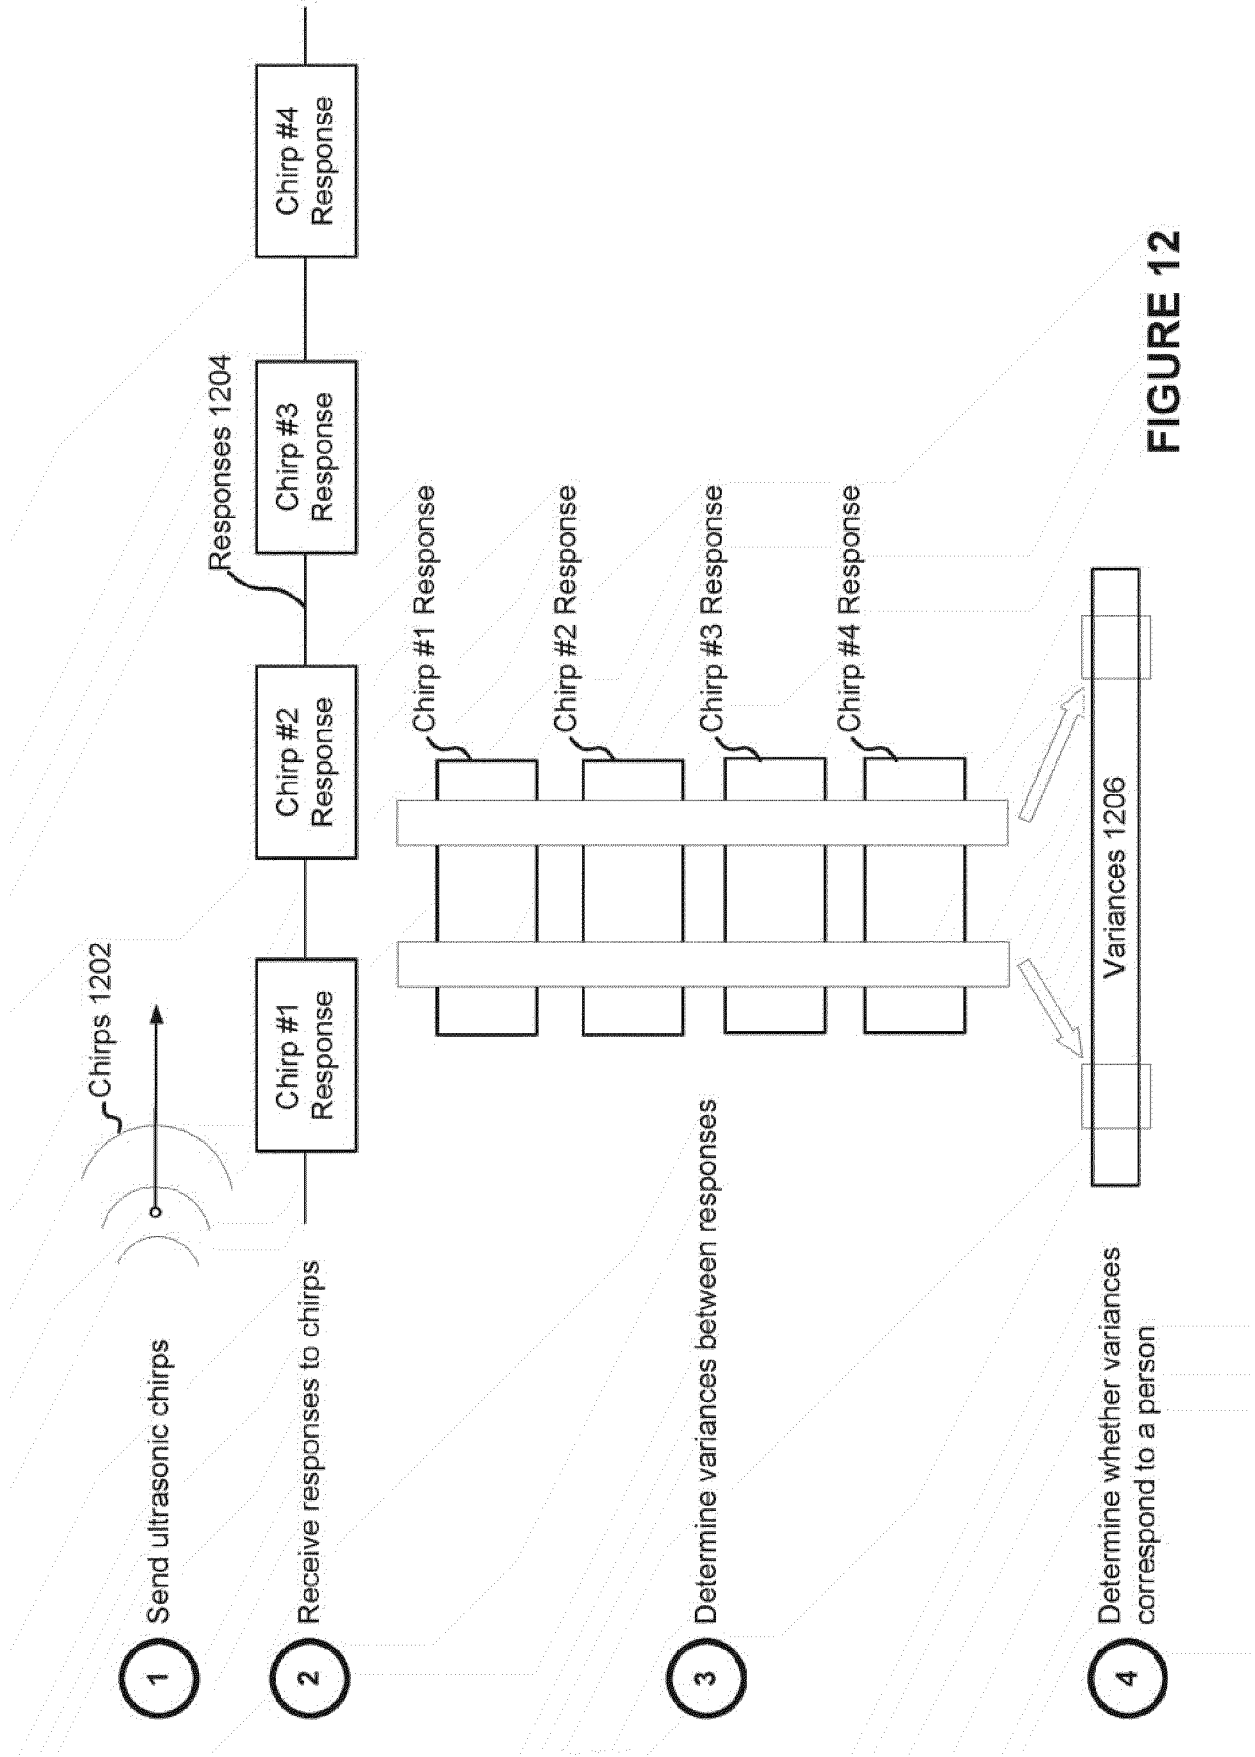 1
Send ultrasonic chirps
Chirps 1202
2
Receive responses to chirps
Responses 1204
Chirp #1
Response
Chirp #2
Response
Chirp #3
Response
Chirp #4
Response
3
Determine variances between responses
Chirp #1 Response
Chirp #2 Response
Chirp #3 Response
Chirp #4 Response
4
Determine whether variances
correspond to a person
Variances 1206
FIGURE 12